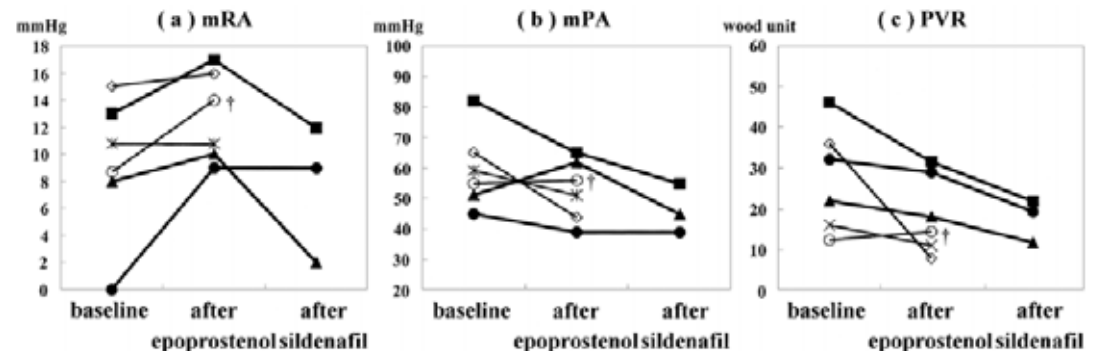 ( a ) mRA
mmHg
18
16
14
12
10
8
6
4
2
0
†
baseline after after
epoprostenol sildenafil
( b ) mPA
mmHg
100
90
80
70
60
50
40
30
20
†
baseline after after
epoprostenol sildenafil
( c ) PVR
wood unit
60
50
40
30
20
10
0
†
baseline after after
epoprostenol sildenafil